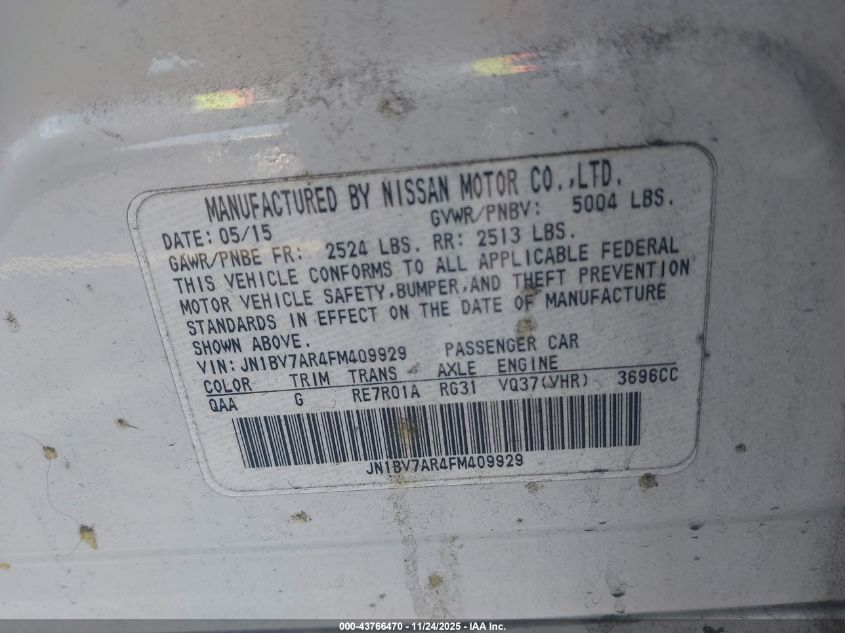 MANUFACTURED BY NISSAN MOTOR CO.,LTD.
DATE: 05/15 GVWR/PNBV: 5004 LBS.
GAWR/PNBE FR: 2524 LBS. RR: 2513 LBS.
THIS VEHICLE CONFORMS TO ALL APPLICABLE FEDERAL
MOTOR VEHICLE SAFETY,BUMPER,AND THEFT PREVENTION
STANDARDS IN EFFECT ON THE DATE OF MANUFACTURE
SHOWN ABOVE.
VIN: JN1BV7AR4FM409929 PASSENGER CAR
COLOR TRIM TRANS AXLE ENGINE
QAA G RE7R01A RG31 VQ37(VHR) 3696CC
JN1BV7AR4FM409929
000-43766470 - 11/24/2025 - IAA Inc.